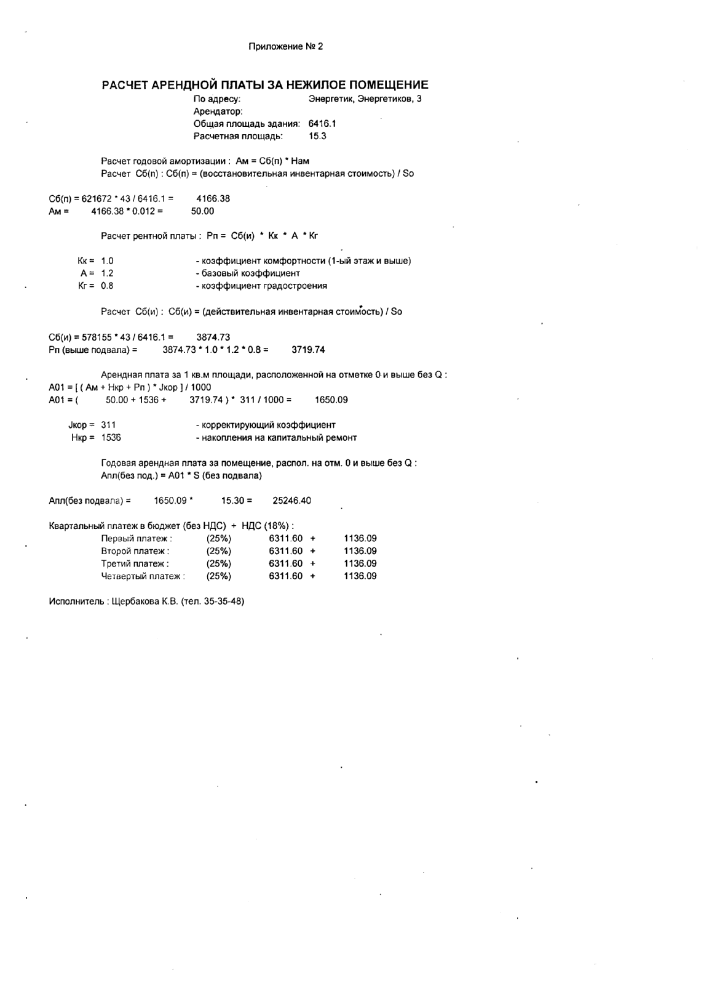 Приложение № 2
РАСЧЕТ АРЕНДНОЙ ПЛАТЫ ЗА НЕЖИЛОЕ ПОМЕЩЕНИЕ
По адресу: Энергетик, Энергетиков, 3
Арендатор:
Общая площадь здания: 6416.1
Расчетная площадь: 15.3
Расчет годовой амортизации : Ам = Сб(п) * Нам
Расчет Сб(п) : Сб(п) = (восстановительная инвентарная стоимость) / So
Сб(п) = 621672 * 43 / 6416.1 = 4166.38
Ам = 4166.38 * 0.012 = 50.00
Расчет рентной платы : Рп = Сб(и) * Кк * А * Кг
Кк = 1.0 - коэффициент комфортности (1-ый этаж и выше)
А = 1.2 - базовый коэффициент
Кг = 0.8 - коэффициент градостроения
Расчет Сб(и) : Сб(и) = (действительная инвентарная стоимость) / So
Сб(и) = 578155 * 43 / 6416.1 = 3874.73
Рп (выше подвала) = 3874.73 * 1.0 * 1.2 * 0.8 = 3719.74
Арендная плата за 1 кв.м площади, расположенной на отметке 0 и выше без Q :
А01 = [ ( Ам + Нкр + Рп ) * Jкор ] / 1000
А01 = ( 50.00 + 1536 + 3719.74 ) * 311 / 1000 = 1650.09
Jкор = 311 - корректирующий коэффициент
Нкр = 1536 - накопления на капитальный ремонт
Годовая арендная плата за помещение, распол. на отм. 0 и выше без Q :
Апл(без под.) = А01 * S (без подвала)
Апл(без подвала) = 1650.09 * 15.30 = 25246.40
Квартальный платеж в бюджет (без НДС) + НДС (18%) :
Первый платеж : (25%) 6311.60 + 1136.09
Второй платеж : (25%) 6311.60 + 1136.09
Третий платеж : (25%) 6311.60 + 1136.09
Четвертый платеж : (25%) 6311.60 + 1136.09
Исполнитель : Щербакова К.В. (тел. 35-35-48)